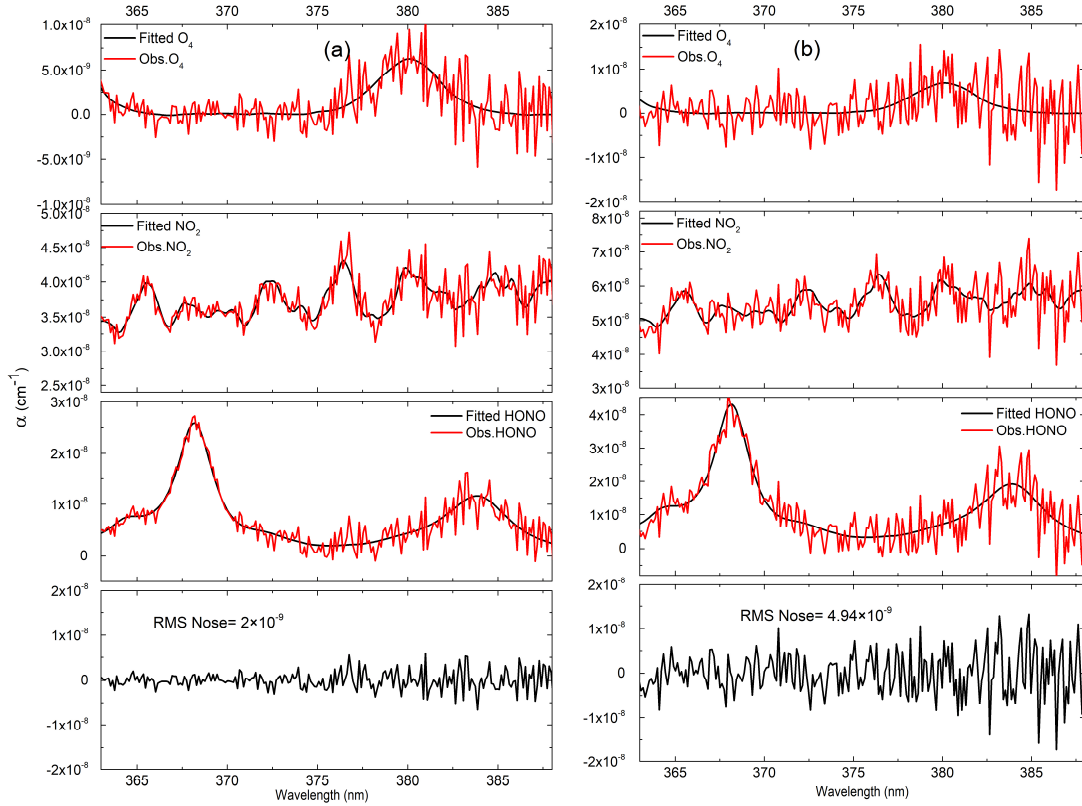 365 370 375 380 385
365 370 375 380 385
(a)
Fitted O₄
Obs.O₄
1.0x10⁻⁸
5.0x10⁻⁹
0.0
-5.0x10⁻⁹
-1.0x10⁻⁸
(b)
Fitted O₄
Obs.O₄
2x10⁻⁸
1x10⁻⁸
0
-1x10⁻⁸
-2x10⁻⁸
Fitted NO₂
Obs.NO₂
5.0x10⁻⁸
4.5x10⁻⁸
4.0x10⁻⁸
3.5x10⁻⁸
3.0x10⁻⁸
2.5x10⁻⁸
Fitted NO₂
Obs.NO₂
8x10⁻⁸
7x10⁻⁸
6x10⁻⁸
5x10⁻⁸
4x10⁻⁸
3x10⁻⁸
α (cm⁻¹)
Fitted HONO
Obs.HONO
3x10⁻⁸
2x10⁻⁸
1x10⁻⁸
0
Fitted HONO
Obs.HONO
4x10⁻⁸
3x10⁻⁸
2x10⁻⁸
1x10⁻⁸
0
RMS Nose= 2×10⁻⁹
2x10⁻⁸
1x10⁻⁸
0
-1x10⁻⁸
-2x10⁻⁸
RMS Nose= 4.94×10⁻⁹
2x10⁻⁸
1x10⁻⁸
0
-1x10⁻⁸
-2x10⁻⁸
365 370 375 380 385
Wavelength (nm)
365 370 375 380 385
Wavelength (nm)